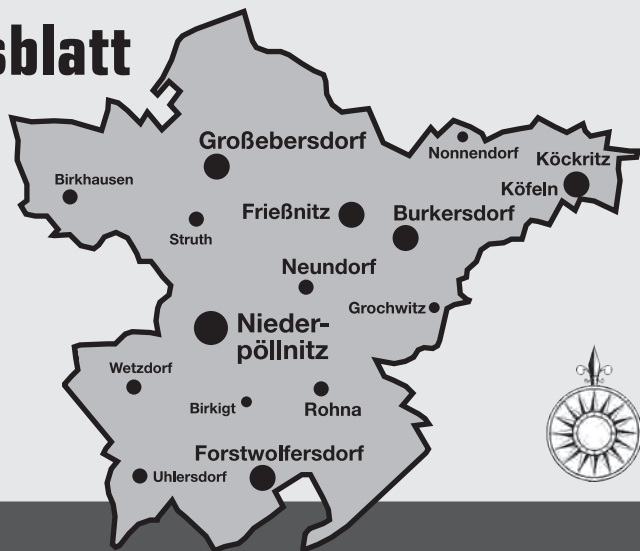 sblatt
Großebersdorf
Nonnendorf
Köckritz
Birkhausen
Köfeln
Frießnitz
Burkersdorf
Struth
Neundorf
Grochwitz
Nieder-
pöllnitz
Wetzdorf
Birkigt
Rohna
Forstwolfersdorf
Uhlersdorf